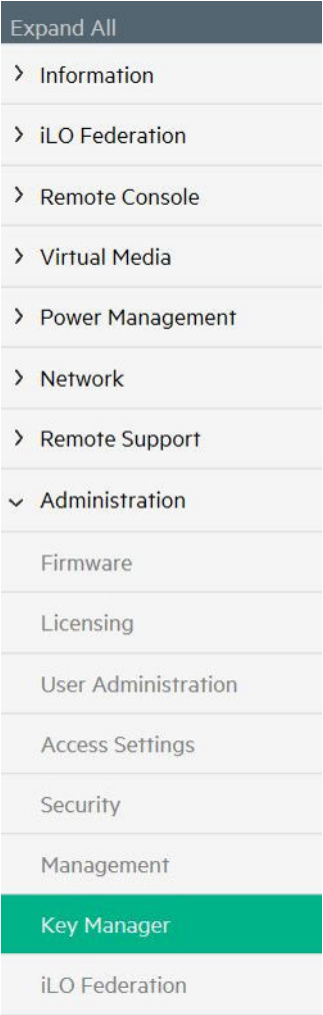 Expand All
Information
iLO Federation
Remote Console
Virtual Media
Power Management
Network
Remote Support
Administration
Firmware
Licensing
User Administration
Access Settings
Security
Management
Key Manager
iLO Federation